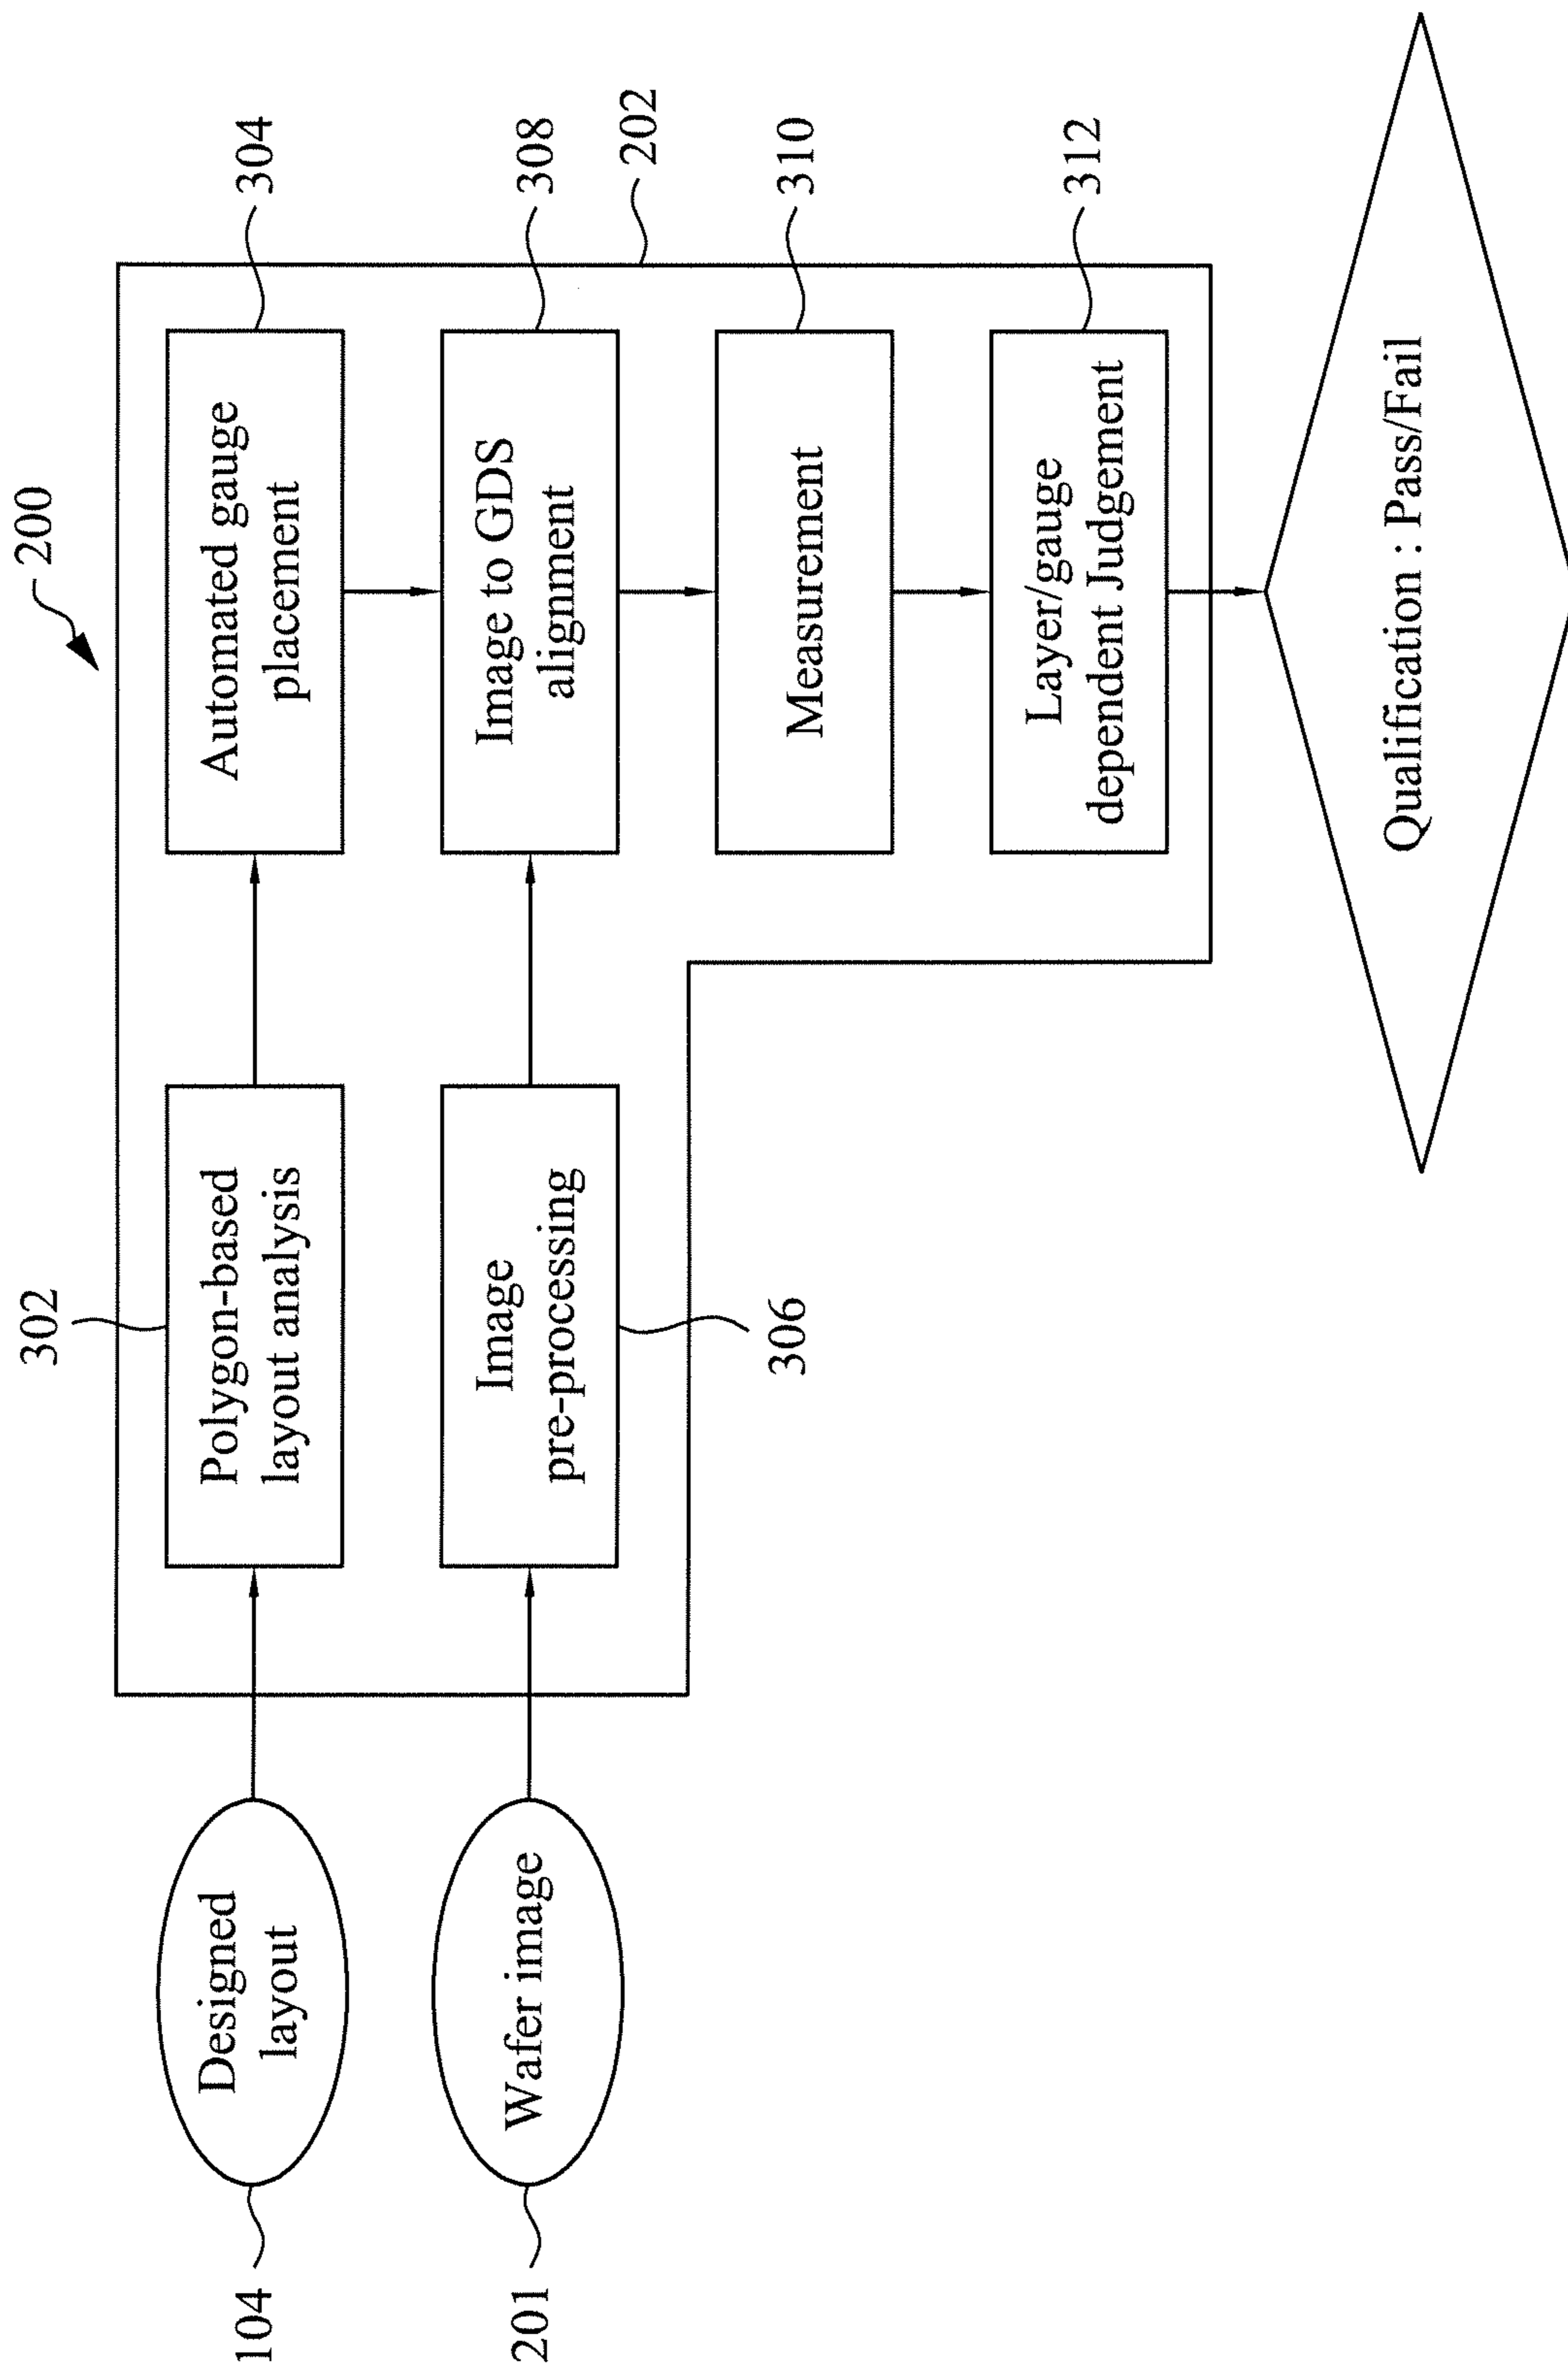 200
302
304
104
Designed
layout
Polygon-based
layout analysis
Automated gauge
placement
308
201
Wafer image
Image
pre-processing
Image to GDS
alignment
202
306
Measurement
310
Layer/gauge
dependent Judgement
312
Qualification : Pass/Fail